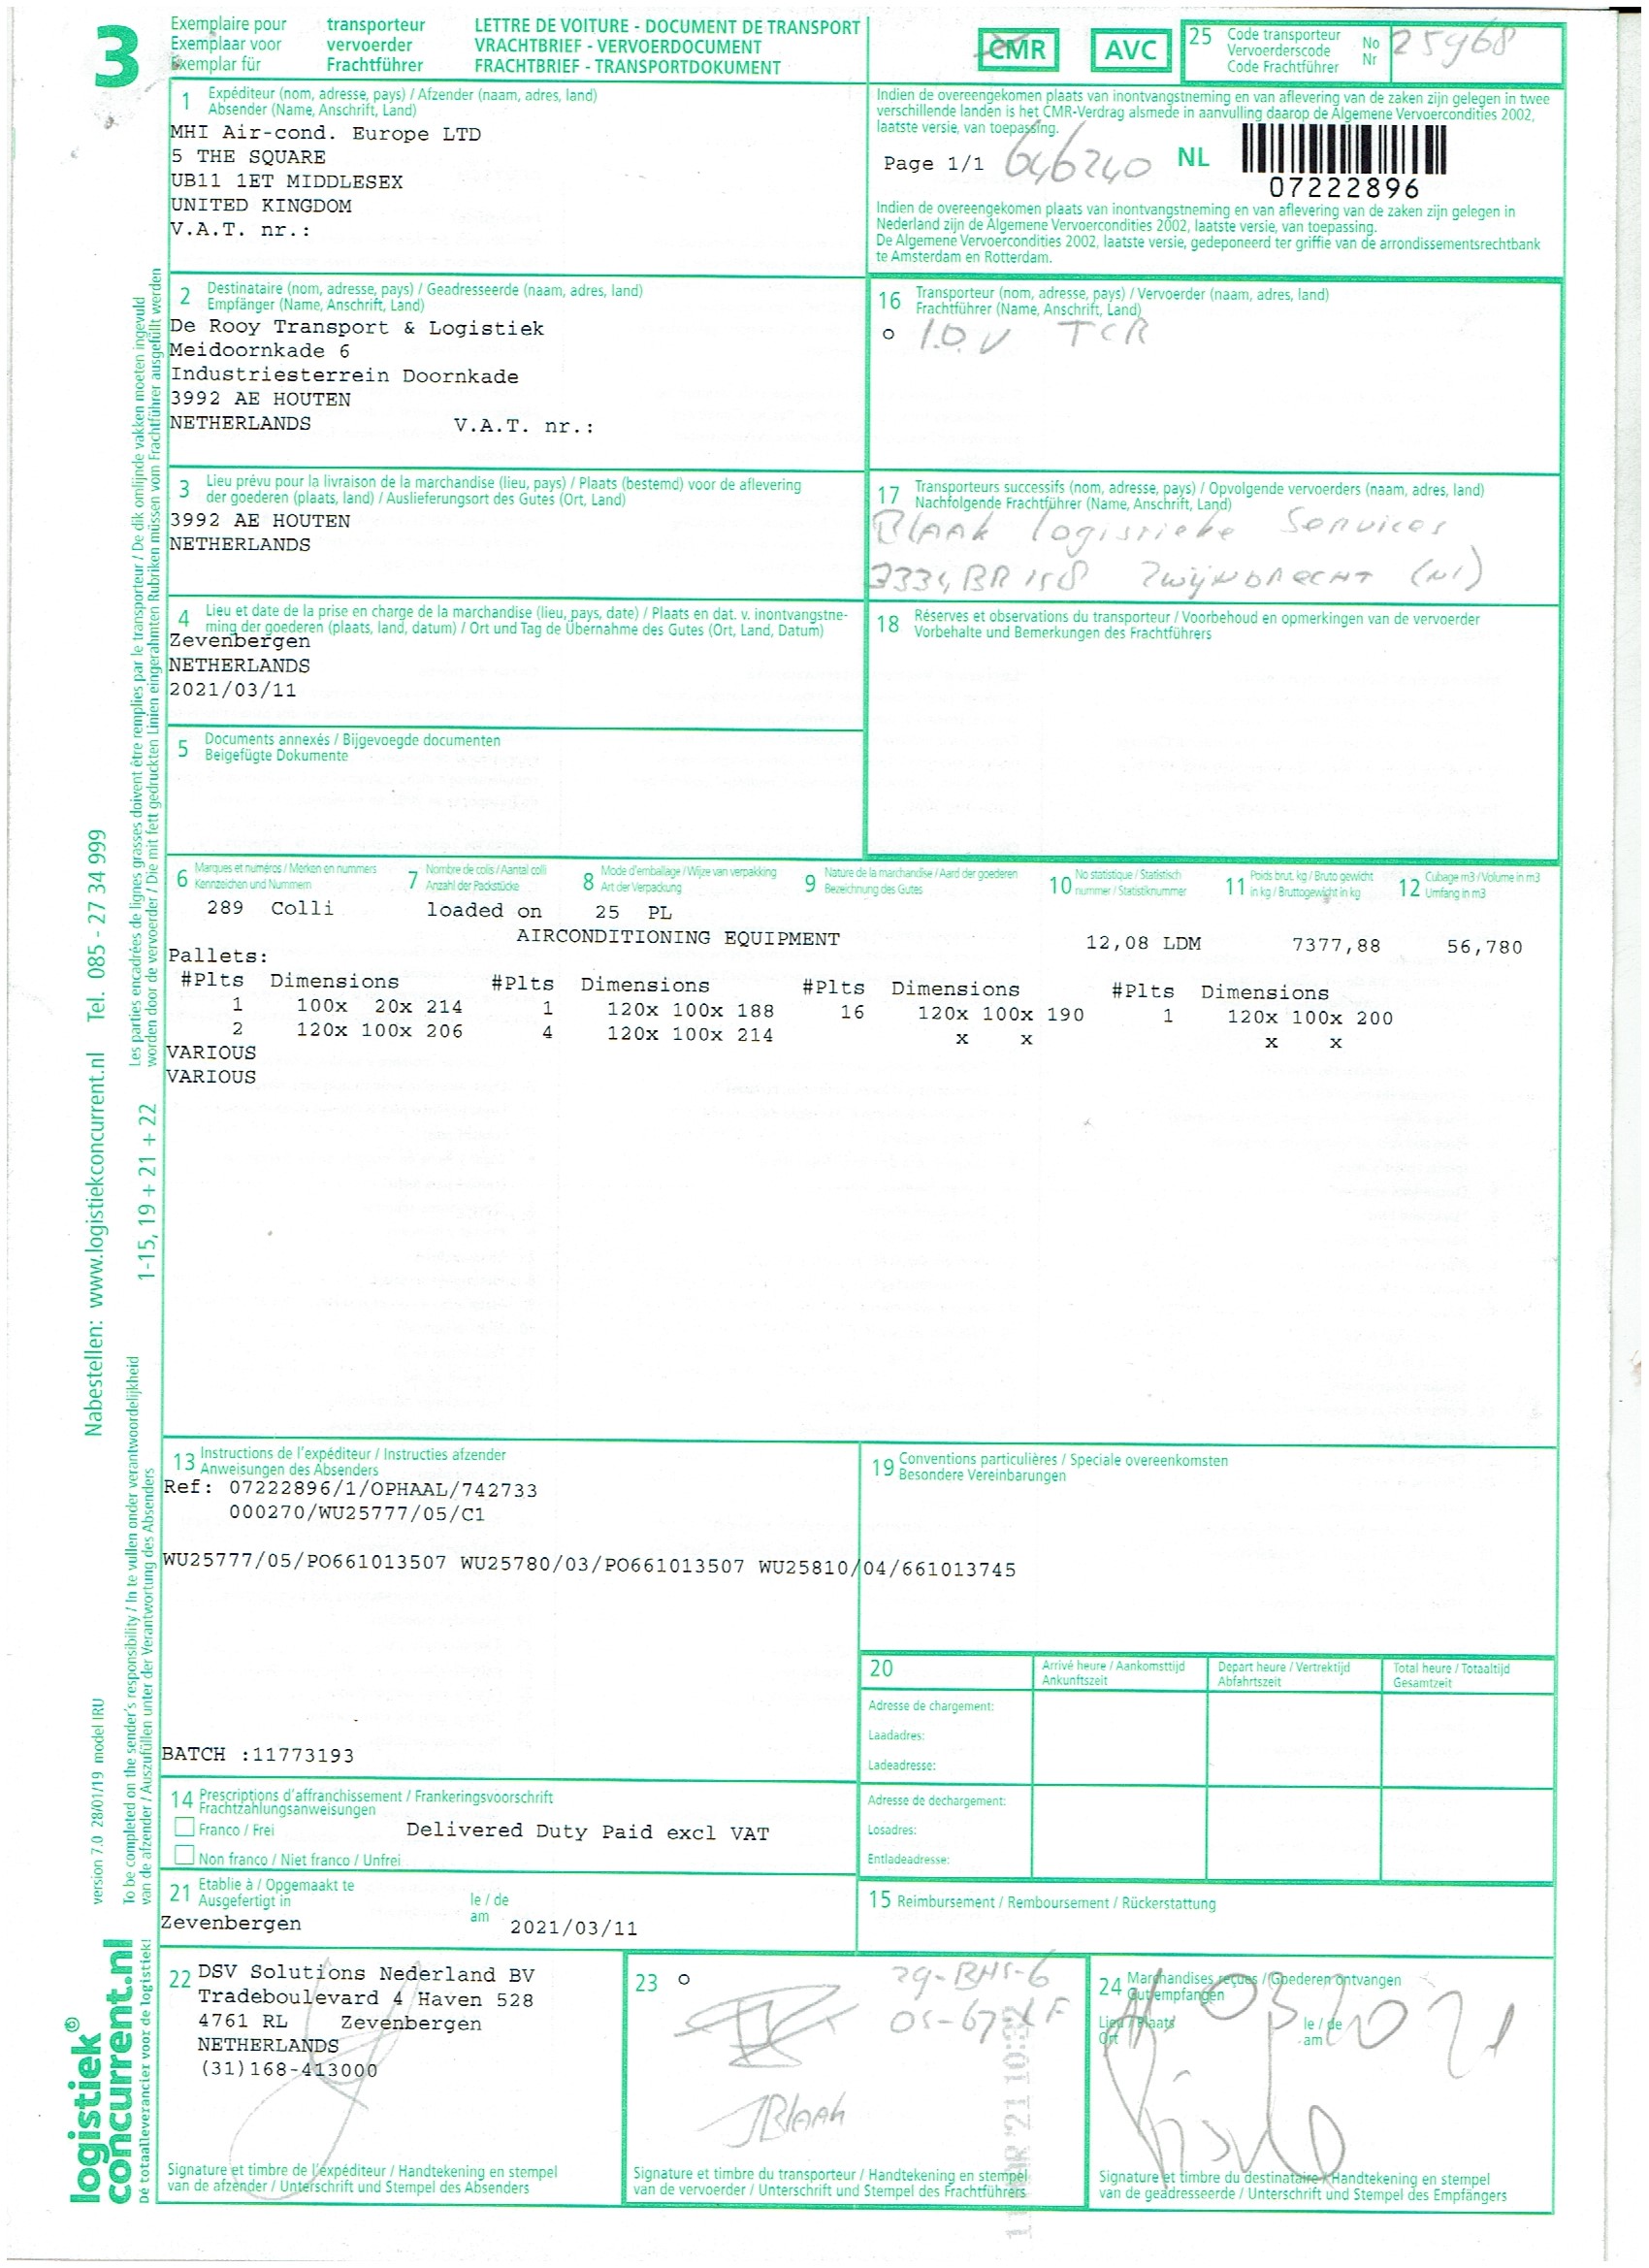 3
Exemplaire pour transporteur
Exemplaar voor vervoerder
Exemplar für Frachtführer
LETTRE DE VOITURE - DOCUMENT DE TRANSPORT
VRACHTBRIEF - VERVOERDOCUMENT
FRACHTBRIEF - TRANSPORTDOKUMENT
CMR
AVC
25 Code transporteur
Vervoerderscode
Code Frachtführer
No
Nr
25968
1 Expéditeur (nom, adresse, pays) / Afzender (naam, adres, land)
Absender (Name, Anschrift, Land)
MHI Air-cond. Europe LTD
5 THE SQUARE
UB11 1ET MIDDLESEX
UNITED KINGDOM
V.A.T. nr.:
Indien de overeengekomen plaats van inontvangstneming en van aflevering van de zaken zijn gelegen in twee
verschillende landen is het CMR-Verdrag alsmede in aanvulling daarop de Algemene Vervoercondities 2002,
laatste versie, van toepassing.
Page 1/1 646240 NL
07222896
Indien de overeengekomen plaats van inontvangstneming en van aflevering van de zaken zijn gelegen in
Nederland zijn de Algemene Vervoercondities 2002, laatste versie, van toepassing.
De Algemene Vervoercondities 2002, laatste versie, gedeponeerd ter griffie van de arrondissementsrechtbank
te Amsterdam en Rotterdam.
2 Destinataire (nom, adresse, pays) / Geadresseerde (naam, adres, land)
Empfänger (Name, Anschrift, Land)
De Rooy Transport & Logistiek
Meidoornkade 6
Industriesterrein Doornkade
3992 AE HOUTEN
NETHERLANDS V.A.T. nr.:
16 Transporteur (nom, adresse, pays) / Vervoerder (naam, adres, land)
Frachtführer (Name, Anschrift, Land)
o I.O.V TCR
3 Lieu prévu pour la livraison de la marchandise (lieu, pays) / Plaats (bestemd) voor de aflevering
der goederen (plaats, land) / Auslieferungsort des Gutes (Ort, Land)
3992 AE HOUTEN
NETHERLANDS
17 Transporteurs successifs (nom, adresse, pays) / Opvolgende vervoerders (naam, adres, land)
Nachfolgende Frachtführer (Name, Anschrift, Land)
Blaak logistieke Services
Zwijndrecht (Nl)
4 Lieu et date de la prise en charge de la marchandise (lieu, pays, date) / Plaats en dat. v. inontvangstne-
ming der goederen (plaats, land, datum) / Ort und Tag de Übernahme des Gutes (Ort, Land, Datum)
Zevenbergen
NETHERLANDS
2021/03/11
18 Réserves et observations du transporteur / Voorbehoud en opmerkingen van de vervoerder
Vorbehalte und Bemerkungen des Frachtführers
5 Documents annexés / Bijgevoegde documenten
Beigefügte Dokumente
6 Marques et numéros / Merken en nummers
Kennzeichen und Nummern
7 Nombre de colis / Aantal colli
Anzahl der Packstücke
8 Mode d'emballage / Wijze van verpakking
Art der Verpackung
9 Nature de la marchandise / Aard der goederen
Bezeichnung des Gutes
10 No statistique / Statistisch
nummer / Statistiknummer
11 Poids brut, kg / Bruto gewicht
in kg / Bruttogewicht in kg
12 Cubage m3 / Volume in m3
Umfang in m3
289 Colli loaded on 25 PL
AIRCONDITIONING EQUIPMENT 12,08 LDM 7377,88 56,780
Pallets:
#Plts Dimensions #Plts Dimensions #Plts Dimensions #Plts Dimensions
1 100x 20x 214 1 120x 100x 188 16 120x 100x 190 1 120x 100x 200
2 120x 100x 206 4 120x 100x 214 x x x x
VARIOUS
VARIOUS
13 Instructions de l'expéditeur / Instructies afzender
Anweisungen des Absenders
Ref: 07222896/1/OPHAAL/742733
000270/WU25777/05/C1
WU25777/05/PO661013507 WU25780/03/PO661013507 WU25810/04/661013745
BATCH :11773193
19 Conventions particulières / Speciale overeenkomsten
Besondere Vereinbarungen
20
Arrivé heure / Aankomsttijd
Ankunftszeit
Depart heure / Vertrektijd
Abfahrtszeit
Total heure / Totaaltijd
Gesamtzeit
Adresse de chargement:
Laadadres:
Ladeadresse:
Adresse de dechargement:
Losadres:
Entladeadresse:
14 Prescriptions d'affranchissement / Frankeringsvoorschrift
Frachtzahlungsanweisungen
Franco / Frei
Delivered Duty Paid excl VAT
Non franco / Niet franco / Unfrei
21 Etablie à / Opgemaakt te
Ausgefertigt in
le / de
am
Zevenbergen 2021/03/11
15 Reimbursement / Remboursement / Rückerstattung
22 DSV Solutions Nederland BV
Tradeboulevard 4 Haven 528
4761 RL Zevenbergen
NETHERLANDS
(31)168-413000
Signature et timbre de l'expéditeur / Handtekening en stempel
van de afzender / Unterschrift und Stempel des Absenders
23 o
29-BHS-6
JBlaak
Signature et timbre du transporteur / Handtekening en stempel
van de vervoerder / Unterschrift und Stempel des Frachtführers
24 Marchandises reçues / Goederen ontvangen
Gut empfangen
Lieu / Plaats
Ort
le / de
am
11.03.2021
Signature et timbre du destinataire / Handtekening en stempel
van de geadresseerde / Unterschrift und Stempel des Empfängers
Nabestellen: www.logistiekconcurrent.nl Tel. 085 - 27 34 999
Les parties encadrées de lignes grasses doivent être remplies par le transporteur / De dik omlijnde vakken moeten ingevuld
worden door de vervoerder / Die mit fett gedruckten Linien eingerahmten Rubriken müssen vom Frachtführer ausgefüllt werden
1-15, 19 + 21 + 22
To be completed on the sender's responsibility / In te vullen onder verantwoordelijkheid
van de afzender / Auszufüllen unter der Verantwortung des Absenders
version 7.0 28/01/19 model IRU
logistiek
concurrent.nl
Dé totaalleverancier voor de logistiek!